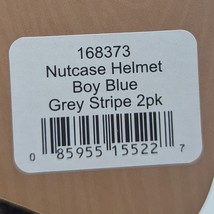 168373
Nutcase Helmet
Boy Blue
Grey Stripe 2pk
0 85955 15522 7